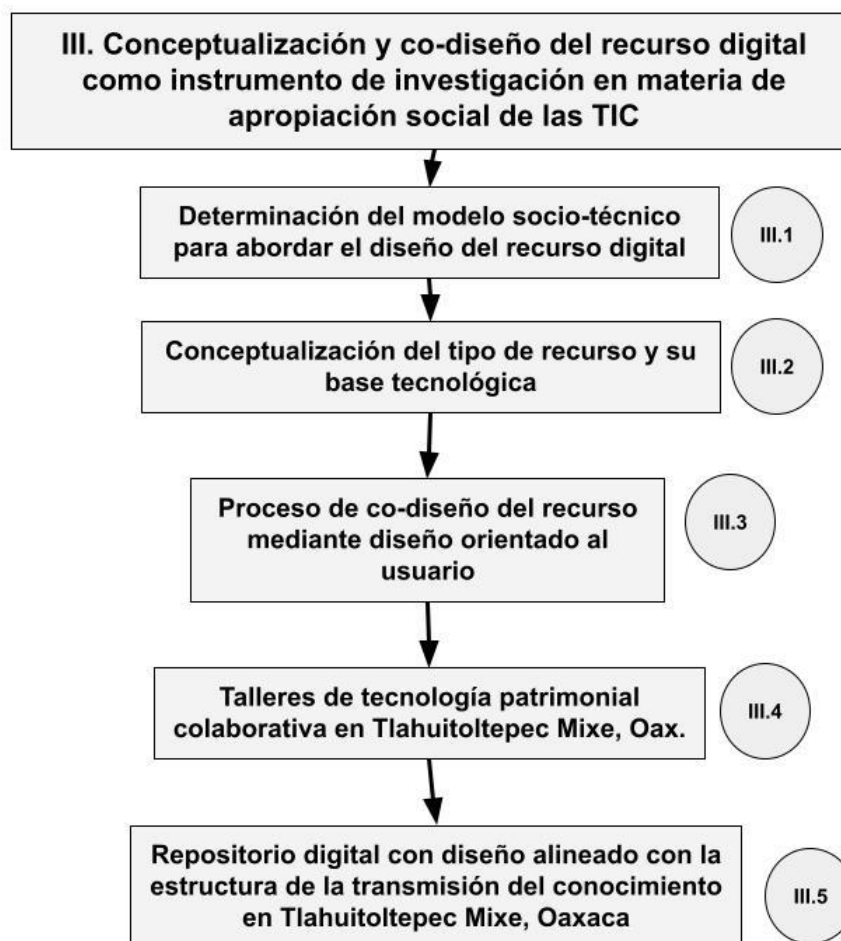 III. Conceptualización y co-diseño del recurso digital
como instrumento de investigación en materia de
apropiación social de las TIC
Determinación del modelo socio-técnico
para abordar el diseño del recurso digital
III.1
Conceptualización del tipo de recurso y su
base tecnológica
III.2
Proceso de co-diseño del recurso
mediante diseño orientado al
usuario
III.3
Talleres de tecnología patrimonial
colaborativa en Tlahuitoltepec Mixe, Oax.
III.4
Repositorio digital con diseño alineado con la
estructura de la transmisión del conocimiento
en Tlahuitoltepec Mixe, Oaxaca
III.5